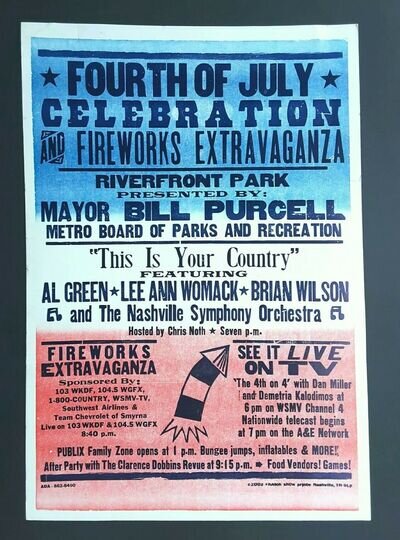 ★ FOURTH OF JULY ★
CELEBRATION
AND FIREWORKS EXTRAVAGANZA
RIVERFRONT PARK
PRESENTED BY:
MAYOR BILL PURCELL
METRO BOARD OF PARKS AND RECREATION
"This Is Your Country"
FEATURING
AL GREEN ★ LEE ANN WOMACK ★ BRIAN WILSON
and The Nashville Symphony Orchestra
Hosted by Chris Noth ★ Seven p.m.
FIREWORKS
EXTRAVAGANZA
Sponsored By:
103 WKDF, 104.5 WGFX,
1-800-COUNTRY, WSMV-TV,
Southwest Airlines &
Team Chevrolet of Smyrna
Live on 103 WKDF & 104.5 WGFX
8:40 p.m.
SEE IT LIVE
ON TV
'The 4th on 4' with Dan Miller
and Demetria Kalodimos at
6 pm on WSMV Channel 4
Nationwide telecast begins
at 7 pm on the A&E Network
PUBLIX Family Zone opens at 1 p.m. Bungee jumps, inflatables & MORE!!
After Party with The Clarence Dobbins Revue at 9:15 p.m. ➨ Food Vendors! Games!
ADA - 862-8400
show Nashville, TN